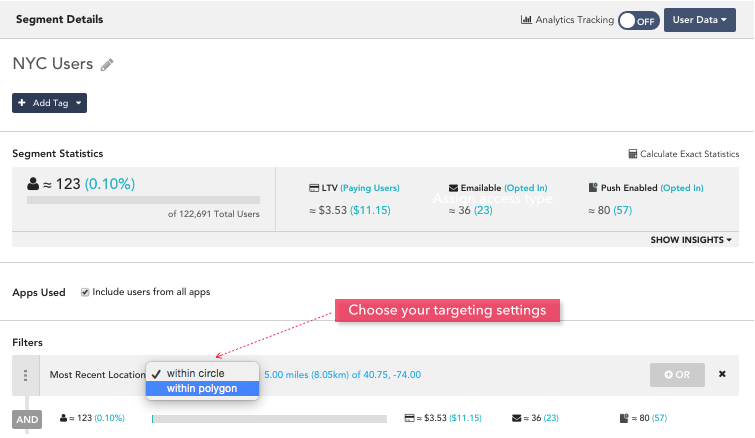 Segment Details
Analytics Tracking OFF User Data
NYC Users
+ Add Tag
Segment Statistics
Calculate Exact Statistics
≈ 123 (0.10%)
of 122,691 Total Users
LTV (Paying Users)
≈ $3.53 ($11.15)
Emailable (Opted In)
Assign access type
≈ 36 (23)
Push Enabled (Opted In)
≈ 80 (57)
SHOW INSIGHTS
Apps Used Include users from all apps
Choose your targeting settings
Filters
Most Recent Location ✓ within circle 5.00 miles (8.05km) of 40.75, -74.00 OR
within polygon
AND ≈ 123 (0.10%) ≈ $3.53 ($11.15) ≈ 36 (23) ≈ 80 (57)